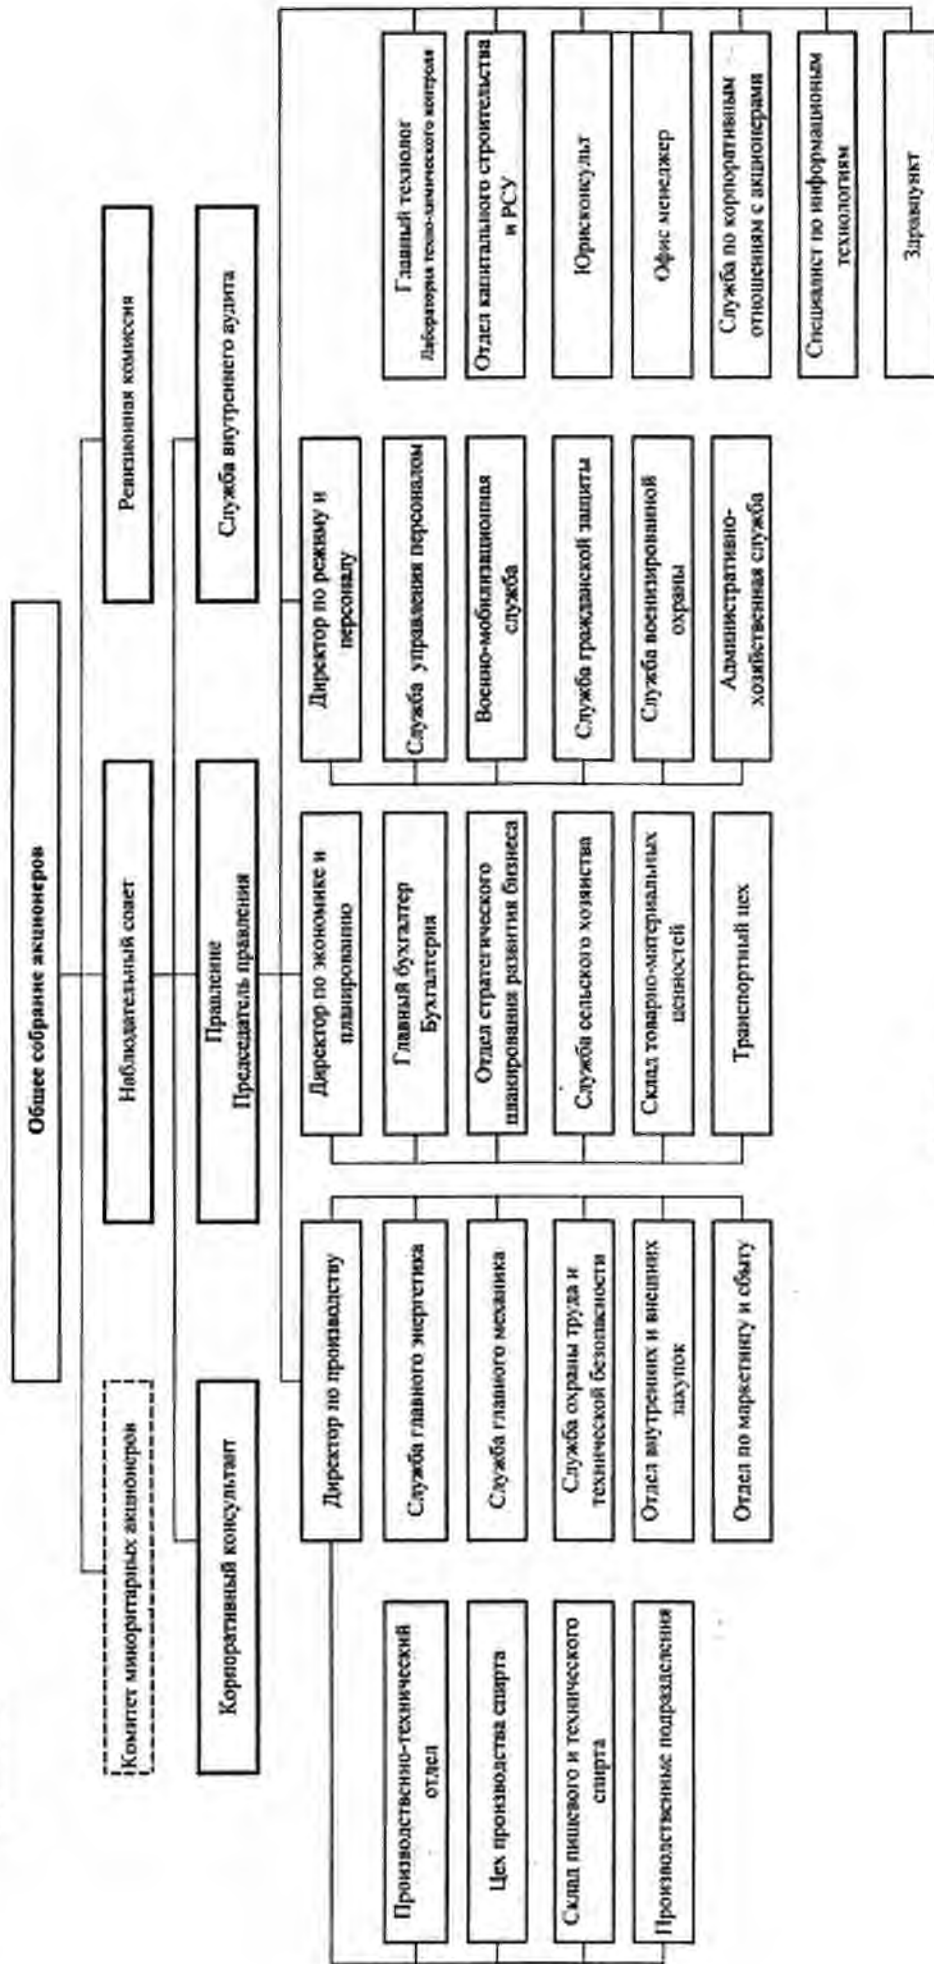 Общее собрание акционеров
Комитет миноритарных акционеров
Наблюдательный совет
Ревизионная комиссия
Корпоративный консультант
Правление
Председатель правления
Служба внутреннего аудита
Директор по производству
Директор по экономике и
планированию
Директор по режиму и
персоналу
Производственно-технический
отдел
Цех производства спирта
Склад пищевого и технического
спирта
Производственные подразделения
Служба главного энергетика
Служба главного механика
Служба охраны труда и
технической безопасности
Отдел внутренних и внешних
закупок
Отдел по маркетингу и сбыту
Главный бухгалтер
Бухгалтерия
Отдел стратегического
планирования развития бизнеса
Служба сельского хозяйства
Склад товарно-материальных
ценностей
Транспортный цех
Служба управления персоналом
Военно-мобилизационная
служба
Служба гражданской защиты
Служба военизированной
охраны
Административно-
хозяйственная служба
Главный технолог
Лаборатория техно-химического контроля
Отдел капитального строительства
и РСУ
Юрисконсульт
Офис менеджер
Служба по корпоративным
отношениям с акционерами
Специалист по информационым
технологиям
Здравпункт